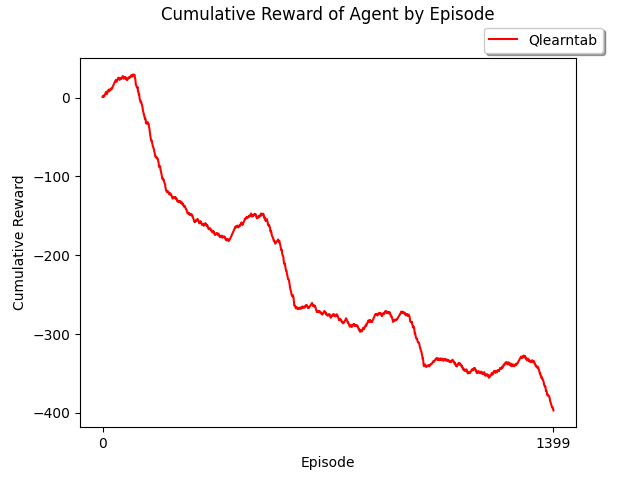 Cumulative Reward of Agent by Episode
Qlearntab
0
−100
−200
−300
−400
Cumulative Reward
0
1399
Episode